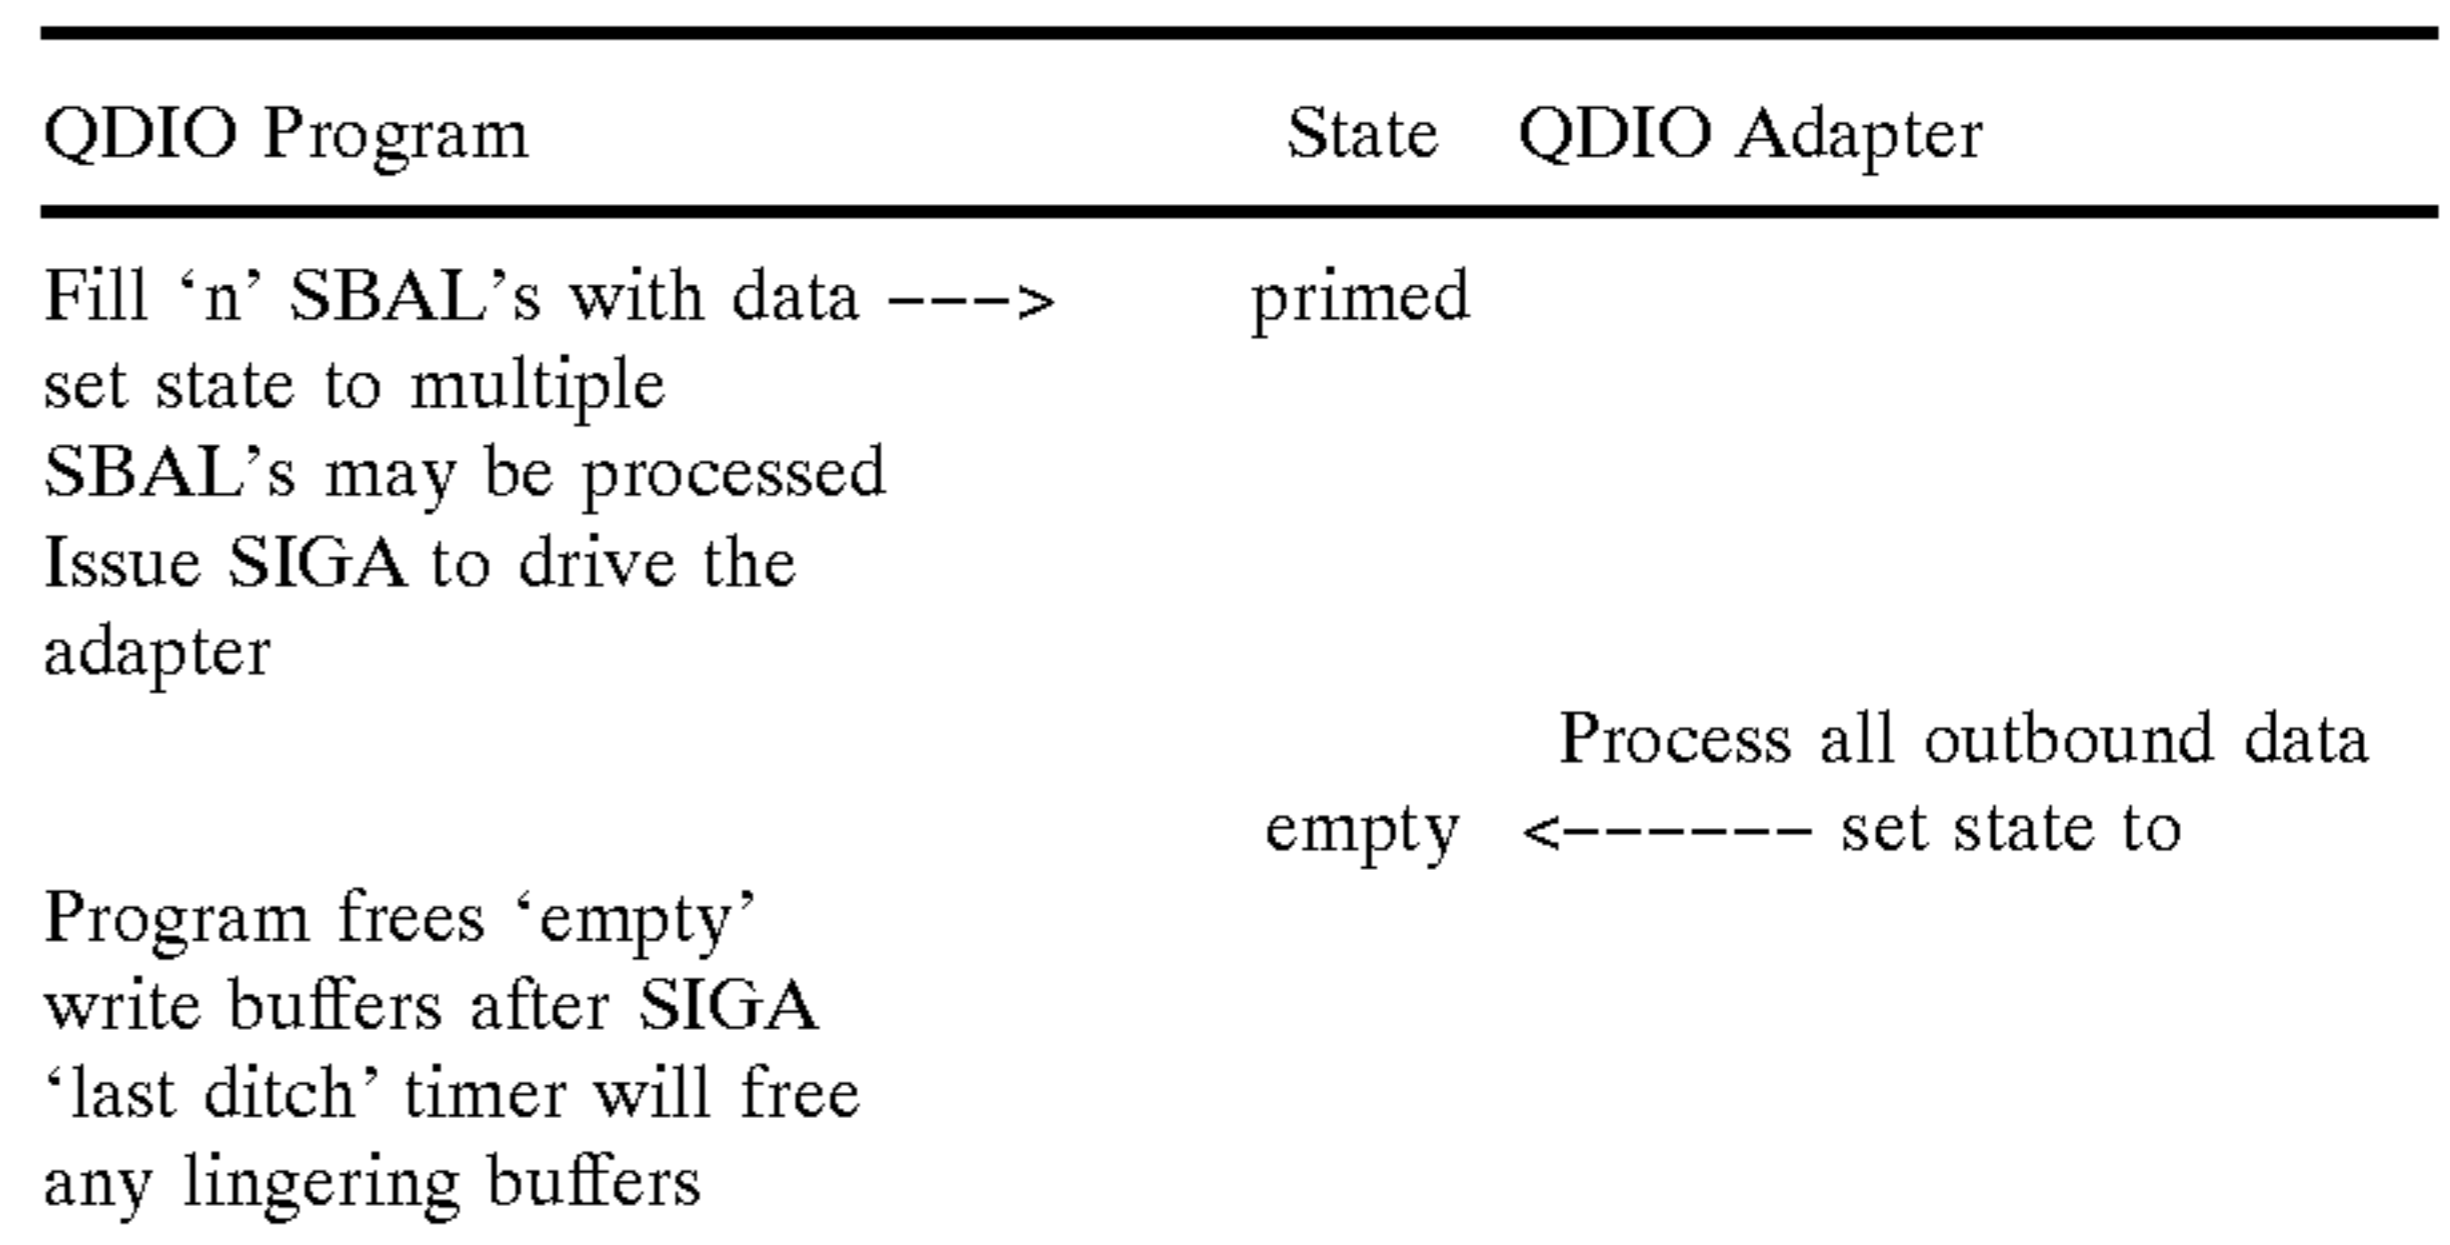 QDIO Program State QDIO Adapter
Fill ‘n’ SBAL’s with data ---> primed
set state to multiple
SBAL’s may be processed
Issue SIGA to drive the
adapter
Process all outbound data
empty <------ set state to
Program frees ‘empty’
write buffers after SIGA
‘last ditch’ timer will free
any lingering buffers